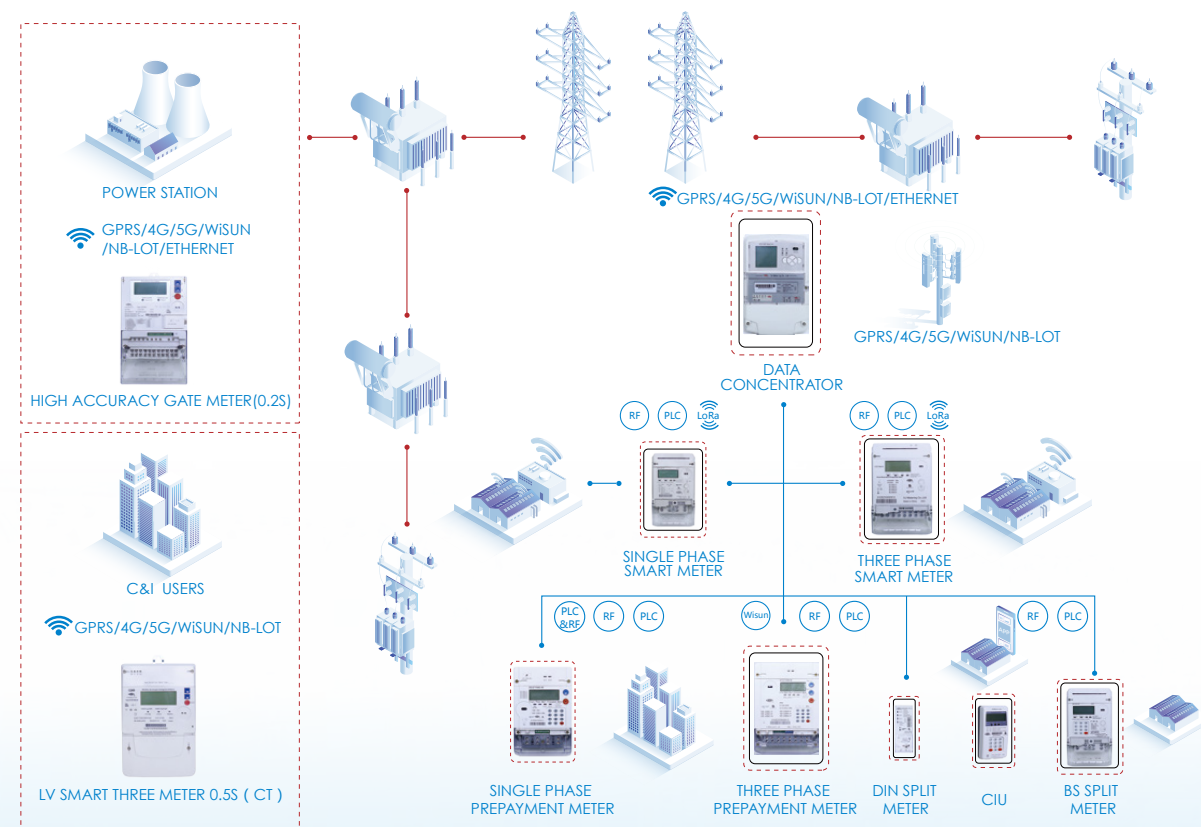 POWER STATION
GPRS/4G/5G/WiSUN
/NB-LOT/ETHERNET
HIGH ACCURACY GATE METER(0.2S)
C&I USERS
GPRS/4G/5G/WiSUN/NB-LOT
LV SMART THREE METER 0.5S ( CT )
GPRS/4G/5G/WiSUN/NB-LOT/ETHERNET
DATA
CONCENTRATOR
GPRS/4G/5G/WiSUN/NB-LOT
RF
PLC
LoRa
SINGLE PHASE
SMART METER
RF
PLC
LoRa
THREE PHASE
SMART METER
PLC
&RF
RF
PLC
SINGLE PHASE
PREPAYMENT METER
Wisun
RF
PLC
THREE PHASE
PREPAYMENT METER
DIN SPLIT
METER
CIU
RF
PLC
BS SPLIT
METER